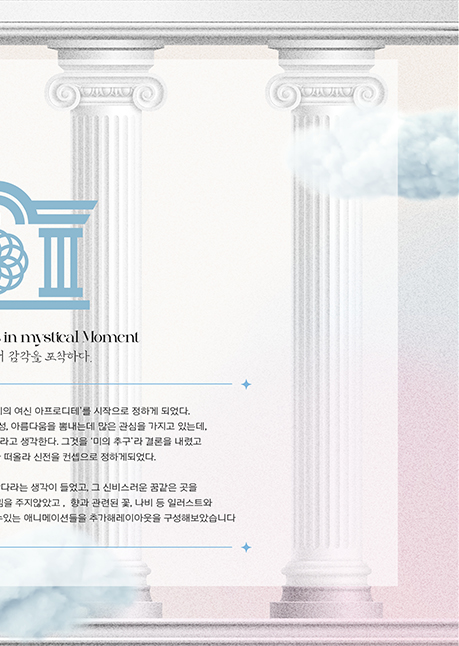 in mystical Moment
감각을 포착하다.
의 여신 아프로디테'를 시작으로 정하게 되었다.
성, 아름다움을 뽐내는데 많은 관심을 가지고 있는데,
라고 생각한다. 그것을 '미의 추구'라 결론을 내렸고
떠올라 신전을 컨셉으로 정하게되었다.
다라는 생각이 들었고, 그 신비스러운 꿈같은 곳을
주지않았고, 향과 관련된 꽃, 나비 등 일러스트와
수있는 애니메이션들을 추가해레이아웃을 구성해보았습니다